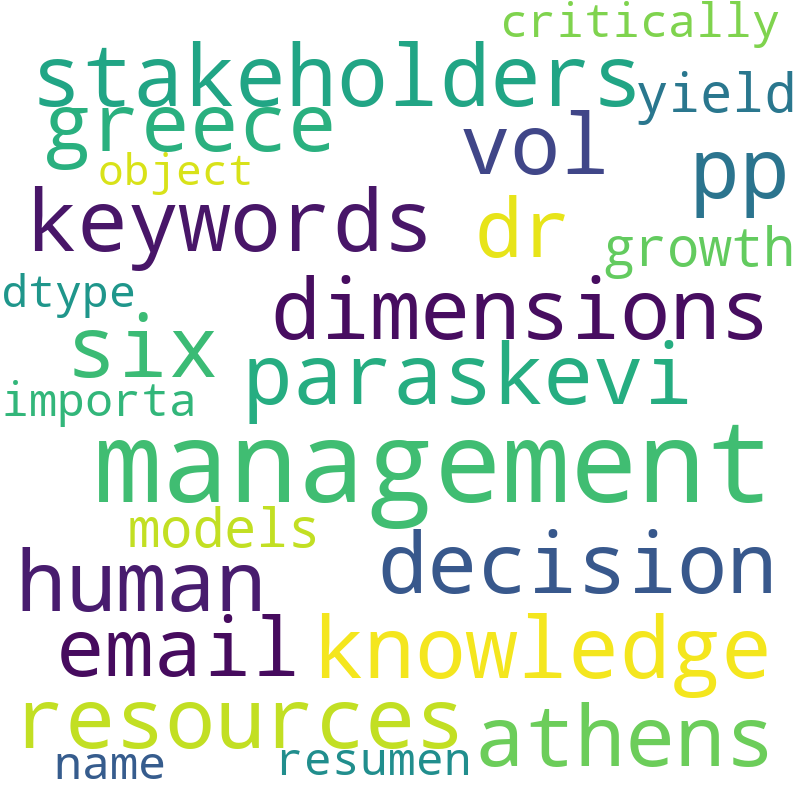 critically
stakeholders
yield
greece
vol
object
pp
keywords
dr
growth
dtype
dimensions
six
paraskevi
importa
management
models
decision
human
email
knowledge
resources
athens
name
resumen